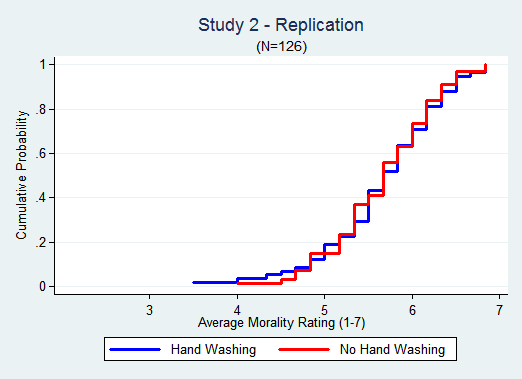 Study 2 - Replication
(N=126)
Cumulative Probability
1
.8
.6
.4
.2
0
3 4 5 6 7
Average Morality Rating (1-7)
Hand Washing No Hand Washing